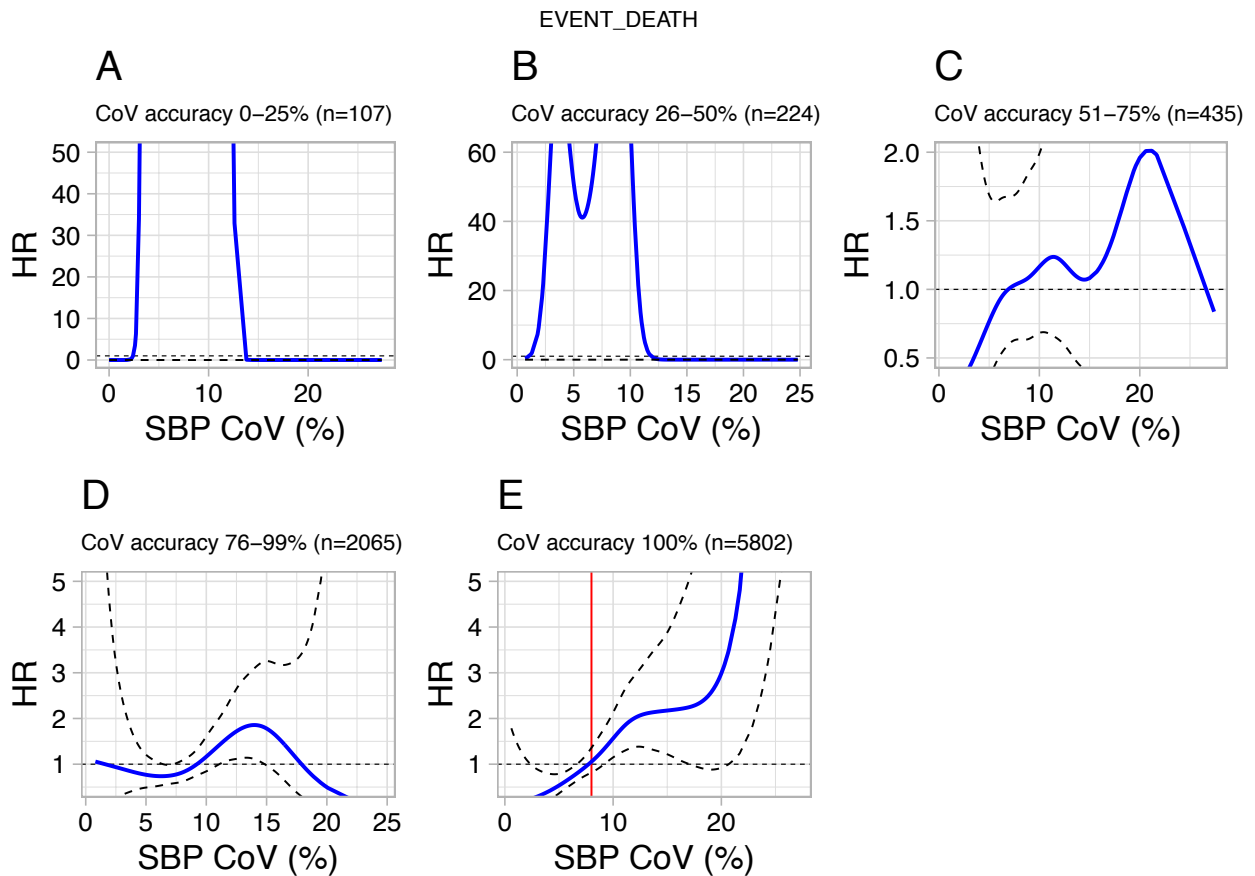 EVENT_DEATH
A
CoV accuracy 0–25% (n=107)
50
40
30
20
10
0
HR
0 10 20
SBP CoV (%)
B
CoV accuracy 26–50% (n=224)
60
40
20
0
HR
0 5 10 15 20 25
SBP CoV (%)
C
CoV accuracy 51–75% (n=435)
2.0
1.5
1.0
0.5
HR
0 10 20
SBP CoV (%)
D
CoV accuracy 76–99% (n=2065)
5
4
3
2
1
HR
0 5 10 15 20 25
SBP CoV (%)
E
CoV accuracy 100% (n=5802)
5
4
3
2
1
HR
0 10 20
SBP CoV (%)